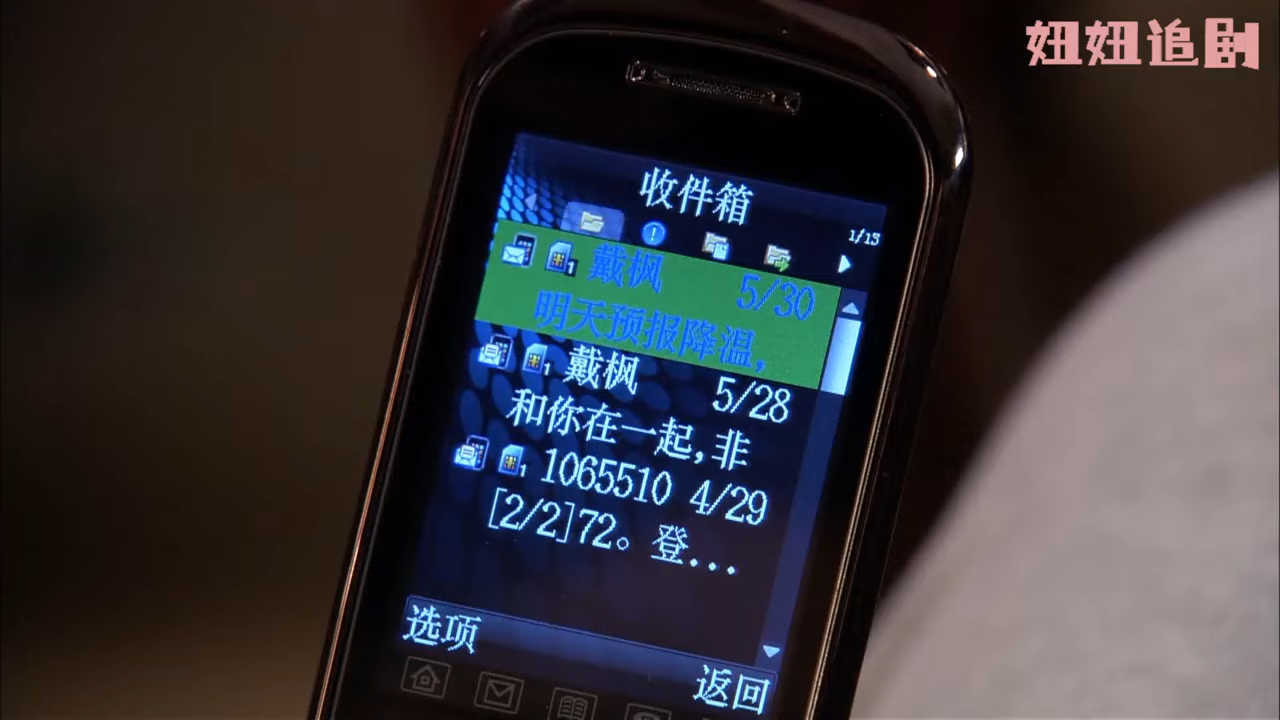 妞妞追剧
收件箱
1/13
戴枫 5/30
明天预报降温,
戴枫 5/28
和你在一起,非
1065510 4/29
[2/2]72。登...
选项
返回